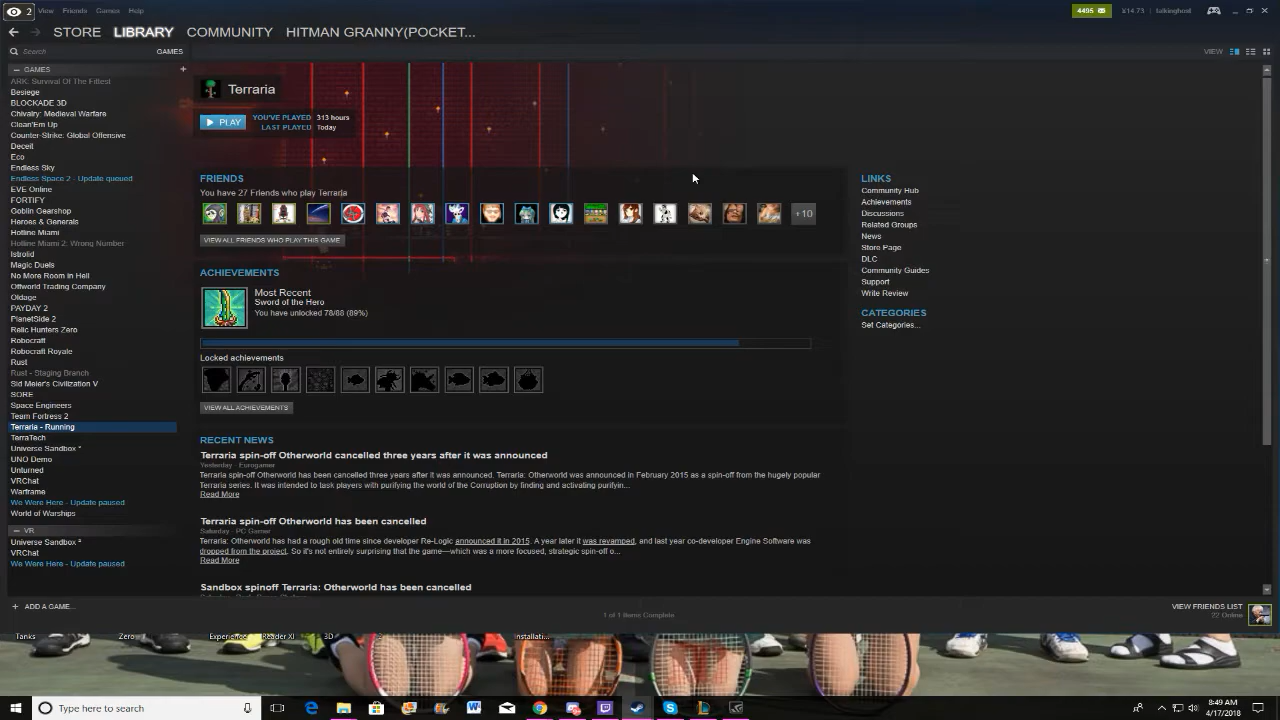 2 View Friends Games Help
4495 ¥14.73 talkinghost
STORE LIBRARY COMMUNITY HITMAN GRANNY(POCKET...
Search GAMES
VIEW
GAMES +
ARK: Survival Of The Fittest
Besiege
BLOCKADE 3D
Chivalry: Medieval Warfare
Clean'Em Up
Counter-Strike: Global Offensive
Deceit
Eco
Endless Sky
Endless Space 2 - Update queued
EVE Online
FORTIFY
Goblin Gearshop
Heroes & Generals
Hotline Miami
Hotline Miami 2: Wrong Number
Istrolid
Magic Duels
No More Room in Hell
Offworld Trading Company
Oldage
PAYDAY 2
PlanetSide 2
Relic Hunters Zero
Robocraft
Robocraft Royale
Rust
Rust - Staging Branch
Sid Meier's Civilization V
SORE
Space Engineers
Team Fortress 2
Terraria - Running
TerraTech
Universe Sandbox ²
UNO Demo
Unturned
VRChat
Warframe
We Were Here - Update paused
World of Warships
VR
Universe Sandbox ²
VRChat
We Were Here - Update paused
+ ADD A GAME...
Terraria
PLAY
YOU'VE PLAYED 313 hours
LAST PLAYED Today
FRIENDS
You have 27 Friends who play Terraria
+10
VIEW ALL FRIENDS WHO PLAY THIS GAME
ACHIEVEMENTS
Most Recent
Sword of the Hero
You have unlocked 78/88 (89%)
Locked achievements
VIEW ALL ACHIEVEMENTS
RECENT NEWS
Terraria spin-off Otherworld cancelled three years after it was announced
Yesterday - Eurogamer
Terraria spin-off Otherworld has been cancelled three years after it was announced. Terraria: Otherworld was announced in February 2015 as a spin-off from the hugely popular
Terraria series. It was intended to task players with purifying the world of the Corruption by finding and activating purifyin...
Read More
Terraria spin-off Otherworld has been cancelled
Saturday - PC Gamer
Terraria: Otherworld has had a rough old time since developer Re-Logic announced it in 2015. A year later it was revamped, and last year co-developer Engine Software was
dropped from the project. So it's not entirely surprising that the game—which was a more focused, strategic spin-off o...
Read More
Sandbox spinoff Terraria: Otherworld has been cancelled
LINKS
Community Hub
Achievements
Discussions
Related Groups
News
Store Page
DLC
Community Guides
Support
Write Review
CATEGORIES
Set Categories...
1 of 1 Items Complete
VIEW FRIENDS LIST
22 Online
Tanks Zero Experience Reader XI 3D Installati...
Type here to search
8:49 AM
4/17/2018